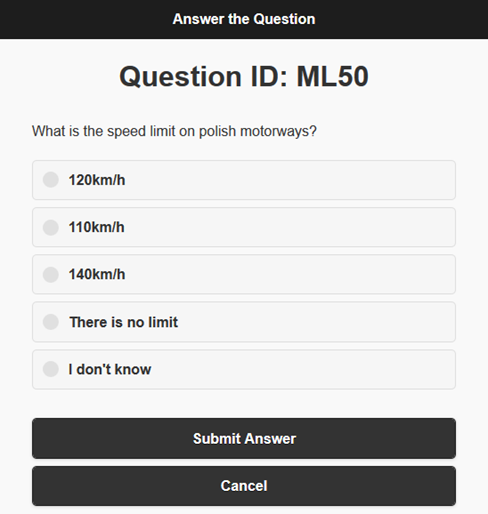 Answer the Question
Question ID: ML50
What is the speed limit on polish motorways?
120km/h
110km/h
140km/h
There is no limit
I don't know
Submit Answer
Cancel